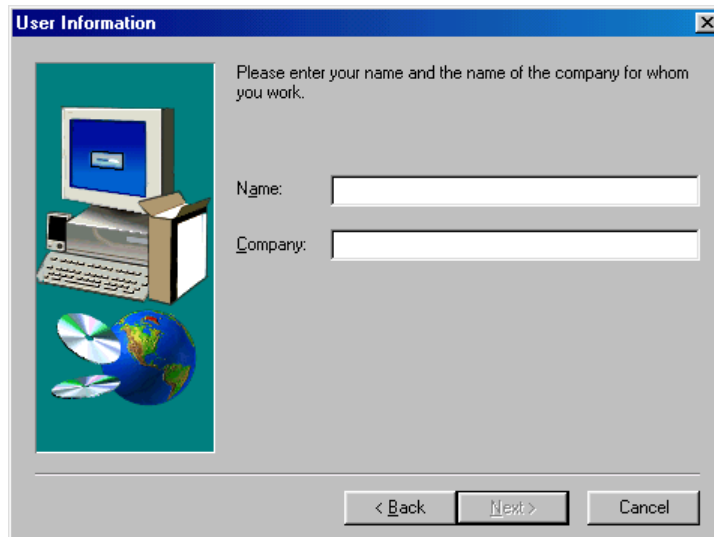 User Information
Please enter your name and the name of the company for whom
you work.
Name:
Company:
< Back
Next >
Cancel